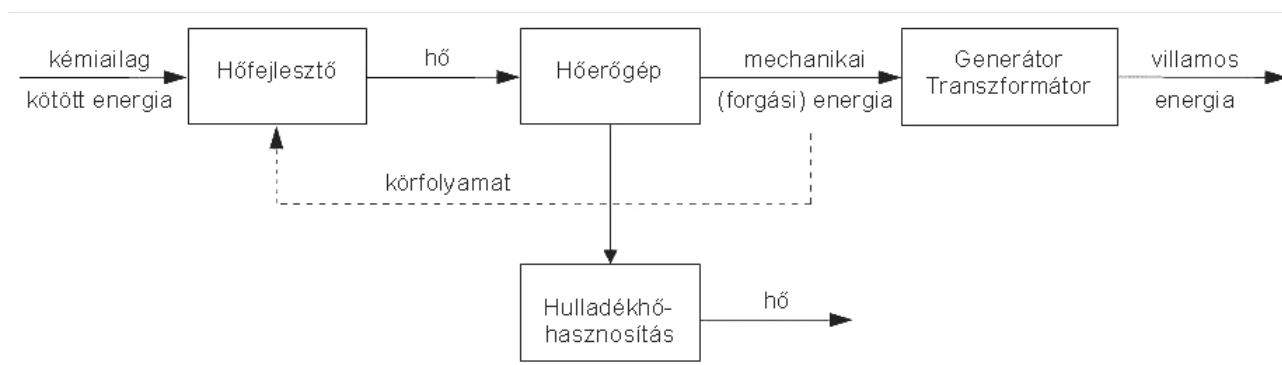 kémiailag
kötött energia
Hőfejlesztő
hő
Hőerőgép
mechanikai
(forgási) energia
Generátor
Transzformátor
villamos
energia
körfolyamat
Hulladékhő-
hasznosítás
hő